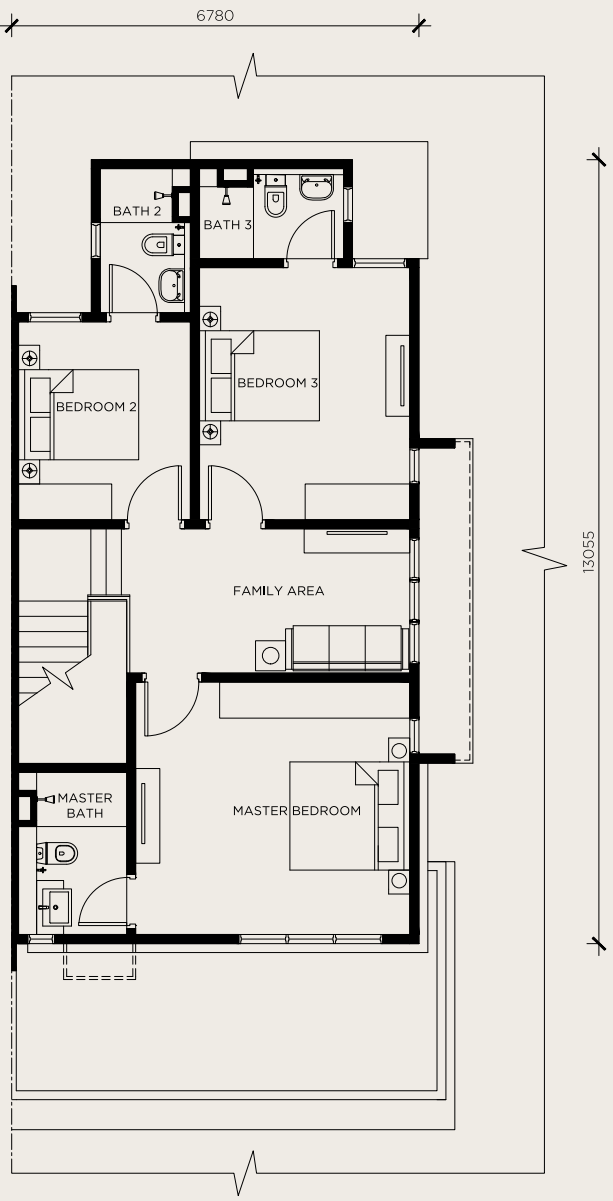 6780
BATH 2
BATH 3
BEDROOM 3
BEDROOM 2
13055
FAMILY AREA
MASTER
BATH
MASTER BEDROOM